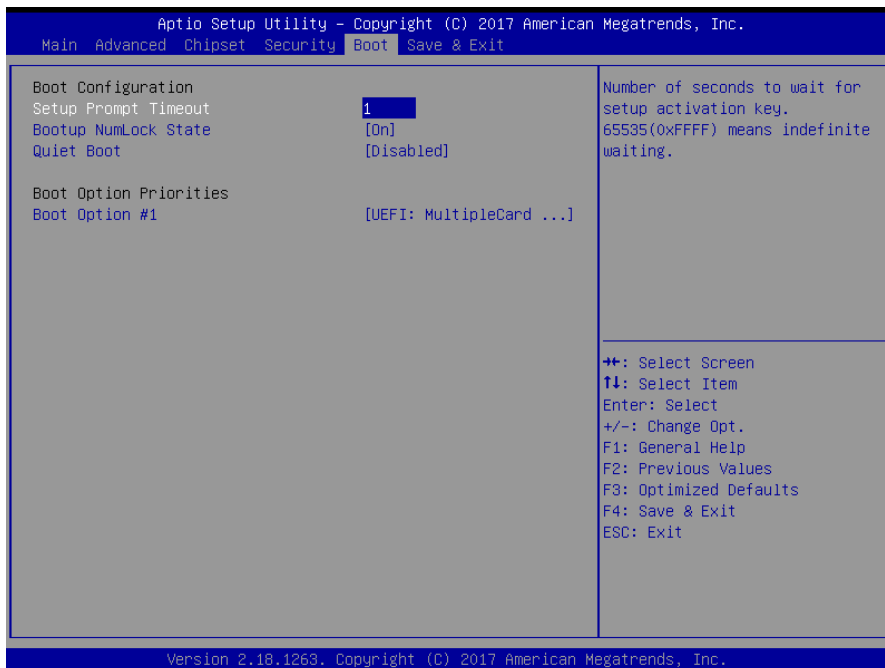 Aptio Setup Utility – Copyright (C) 2017 American Megatrends, Inc.
Main Advanced Chipset Security Boot Save & Exit
Boot Configuration
Setup Prompt Timeout 1
Bootup NumLock State [On]
Quiet Boot [Disabled]
Boot Option Priorities
Boot Option #1 [UEFI: MultipleCard ...]
Number of seconds to wait for
setup activation key.
65535(0xFFFF) means indefinite
waiting.
→←: Select Screen
↑↓: Select Item
Enter: Select
+/-: Change Opt.
F1: General Help
F2: Previous Values
F3: Optimized Defaults
F4: Save & Exit
ESC: Exit
Version 2.18.1263. Copyright (C) 2017 American Megatrends, Inc.